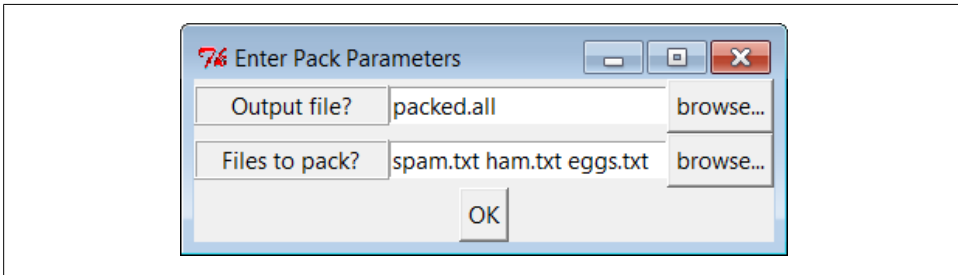 Enter Pack Parameters
Output file? packed.all browse...
Files to pack? spam.txt ham.txt eggs.txt browse...
OK